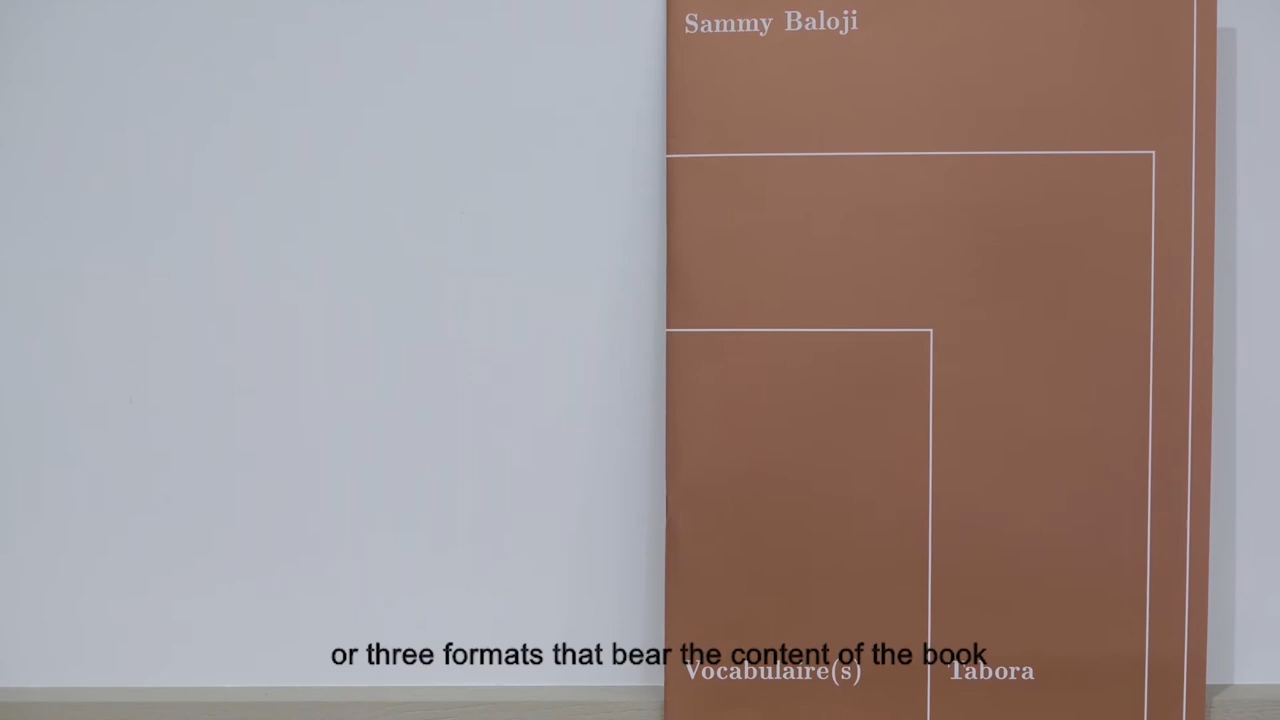 Sammy Baloji
or three formats that bear the content of the book
Vocabulaire(s) Tabora